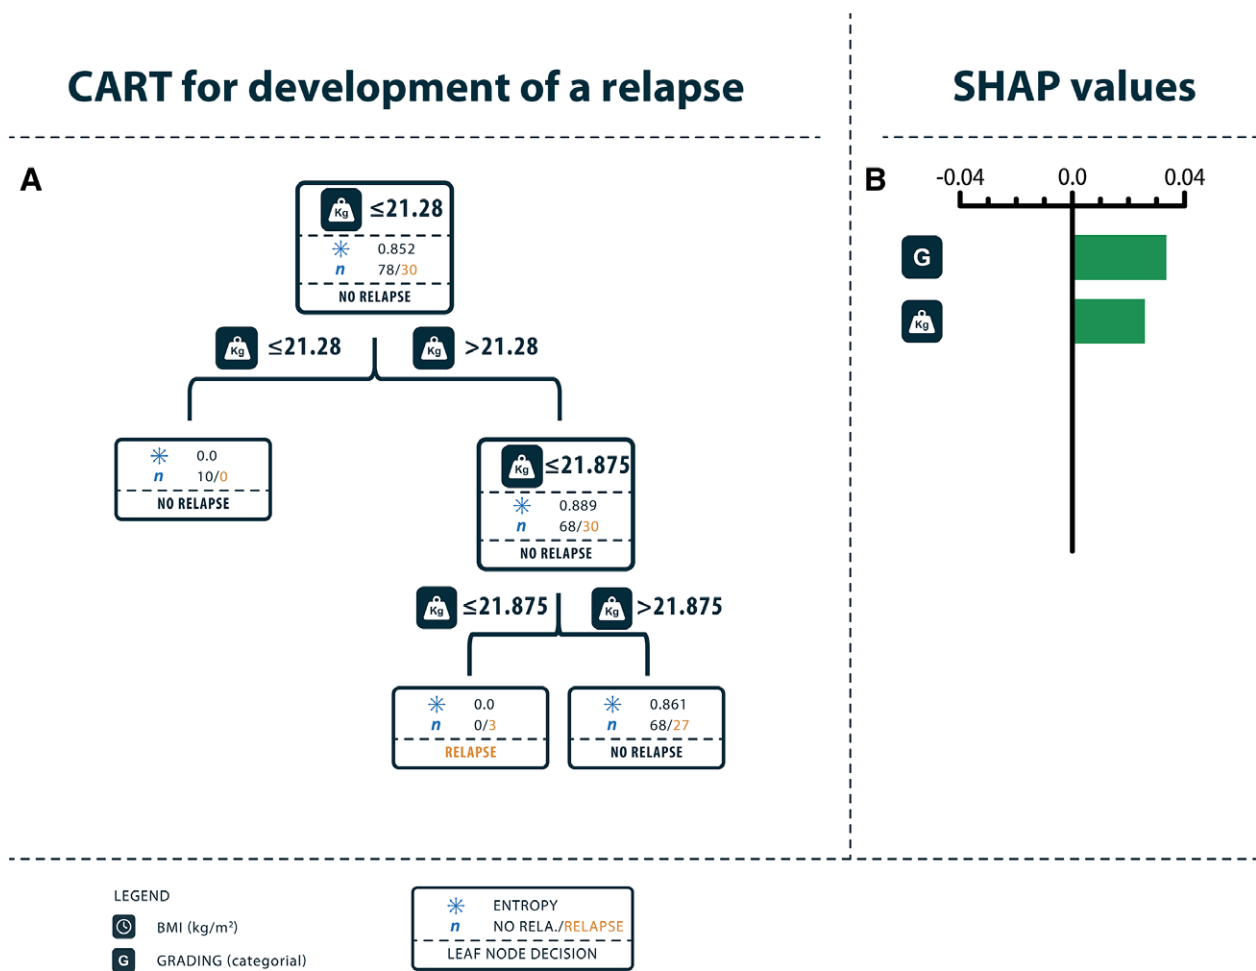 CART for development of a relapse
SHAP values
A
B
-0.04 0.0 0.04
Kg ≤21.28
0.852
n 78/30
NO RELAPSE
G
Kg
Kg ≤21.28 Kg >21.28
0.0
n 10/0
NO RELAPSE
Kg ≤21.875
0.889
n 68/30
NO RELAPSE
Kg ≤21.875 Kg >21.875
0.0
n 0/3
RELAPSE
0.861
n 68/27
NO RELAPSE
LEGEND
BMI (kg/m²)
G GRADING (categorial)
ENTROPY
n NO RELA./RELAPSE
LEAF NODE DECISION